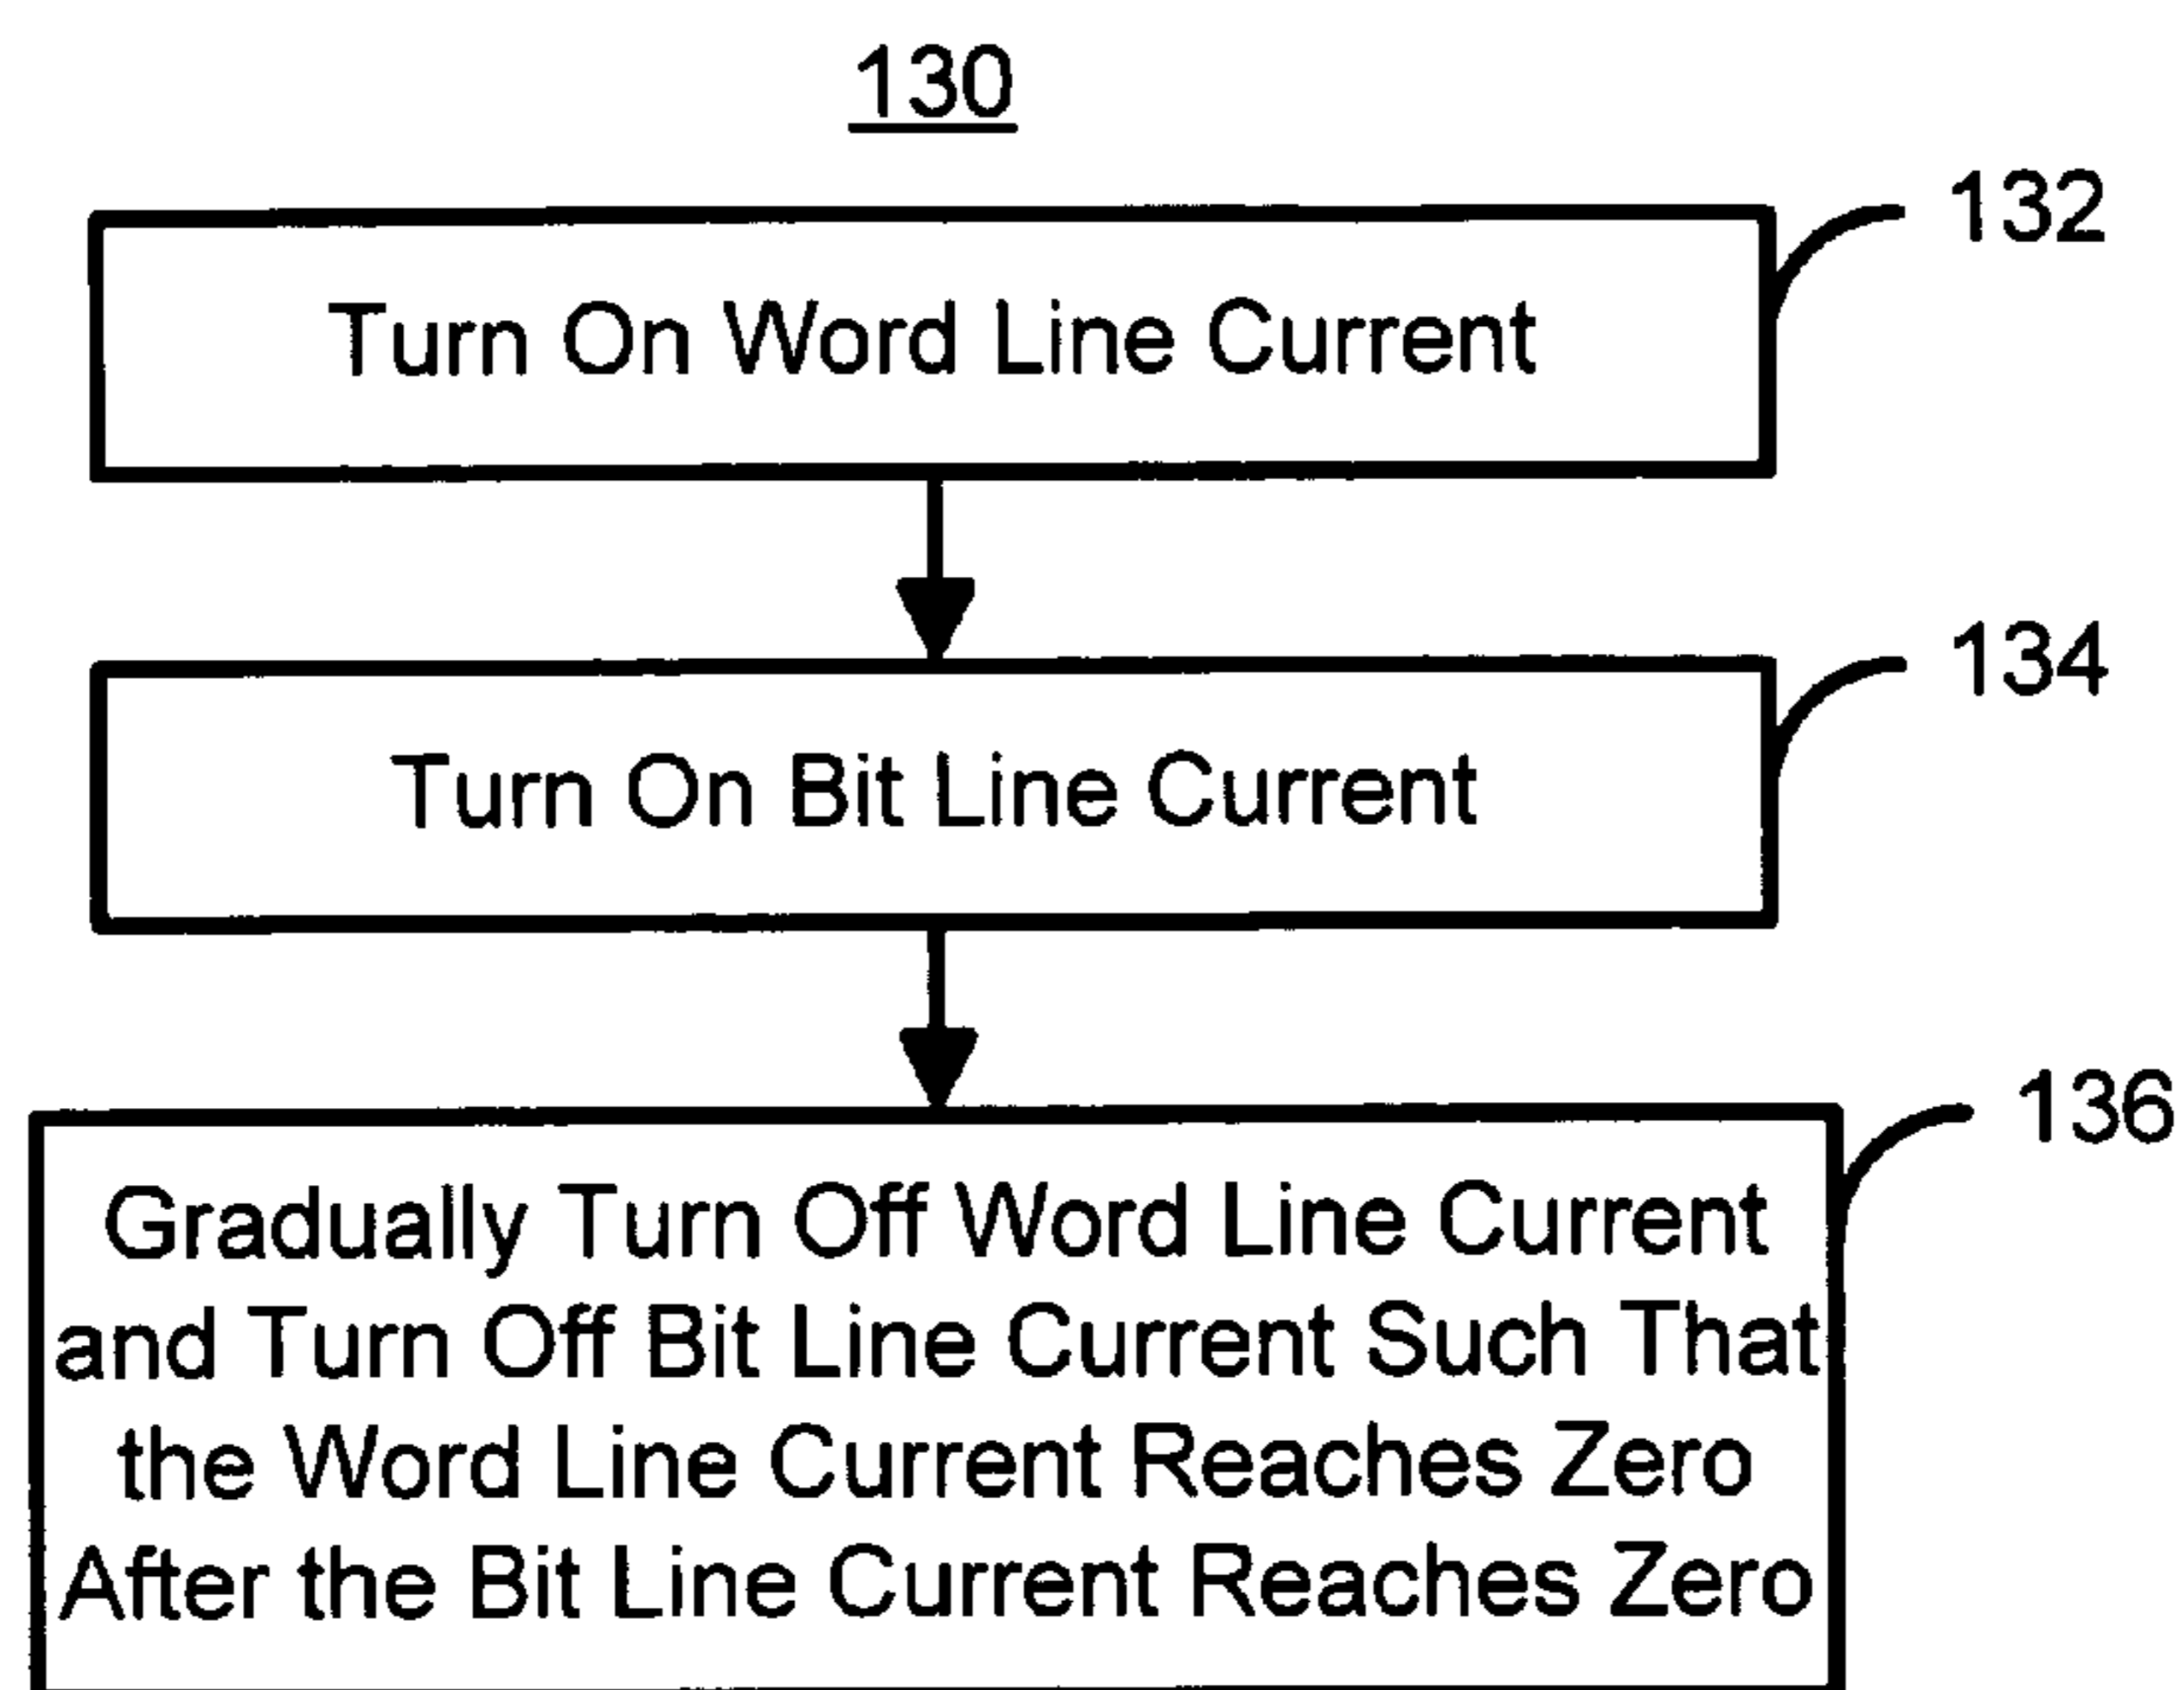 130
132
Turn On Word Line Current
134
Turn On Bit Line Current
136
Gradually Turn Off Word Line Current
and Turn Off Bit Line Current Such That
the Word Line Current Reaches Zero
After the Bit Line Current Reaches Zero